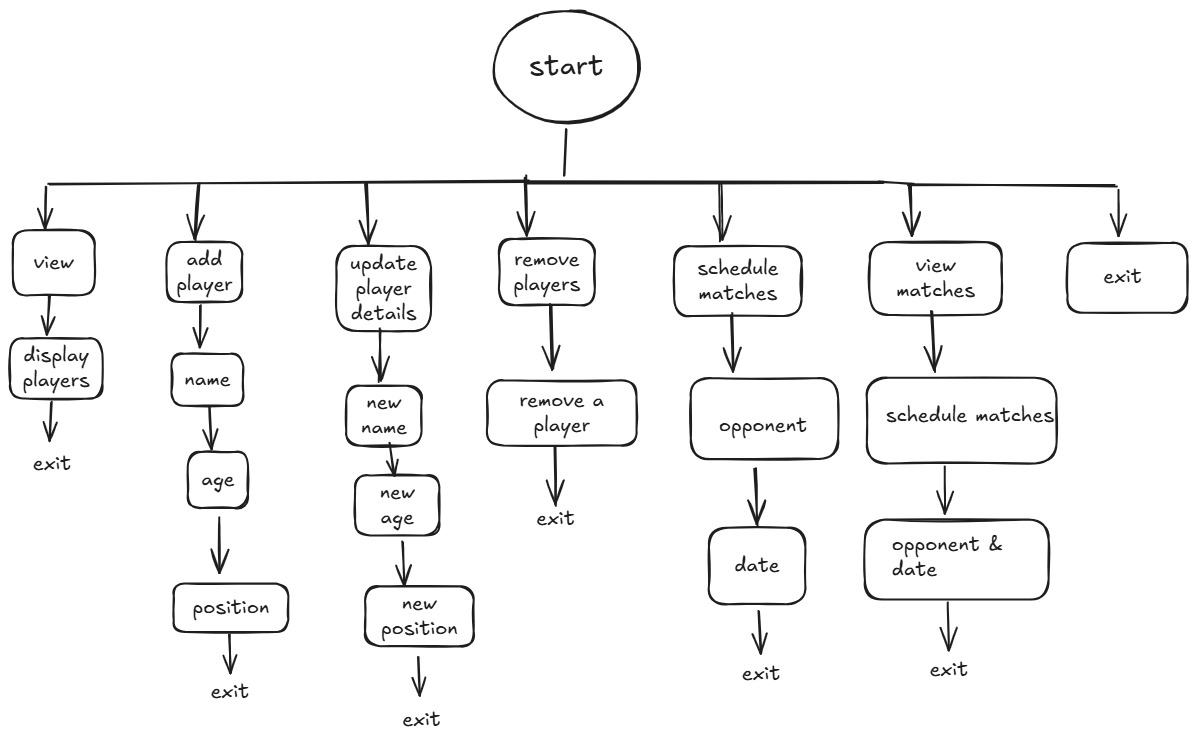 start
view
add
player
update
player
details
remove
players
schedule
matches
view
matches
exit
display
players
exit
name
age
position
exit
new
name
new
age
new
position
exit
remove a
player
exit
opponent
date
exit
schedule matches
opponent &
date
exit